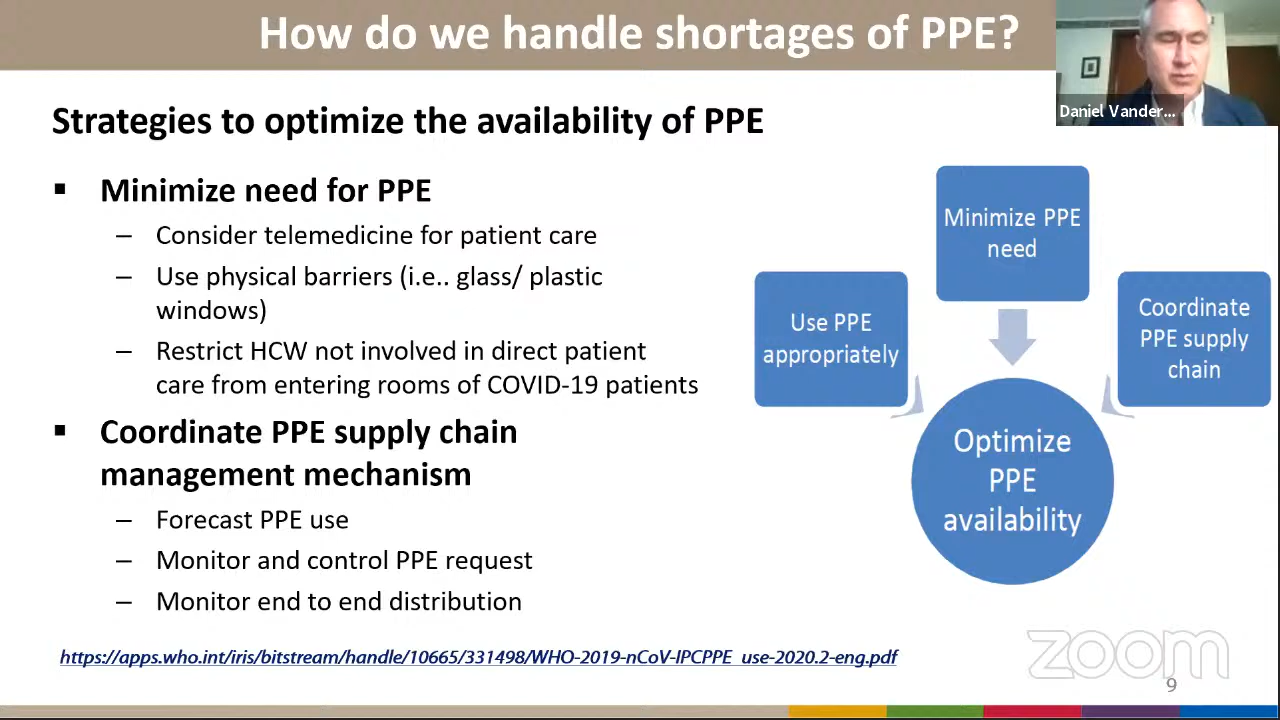 How do we handle shortages of PPE?
Daniel Vander...
Strategies to optimize the availability of PPE
▪ Minimize need for PPE
– Consider telemedicine for patient care
– Use physical barriers (i.e.. glass/ plastic
windows)
– Restrict HCW not involved in direct patient
care from entering rooms of COVID-19 patients
▪ Coordinate PPE supply chain
management mechanism
– Forecast PPE use
– Monitor and control PPE request
– Monitor end to end distribution
Minimize PPE
need
Use PPE
appropriately
Coordinate
PPE supply
chain
Optimize
PPE
availability
https://apps.who.int/iris/bitstream/handle/10665/331498/WHO-2019-nCoV-IPCPPE_use-2020.2-eng.pdf
zoom
9